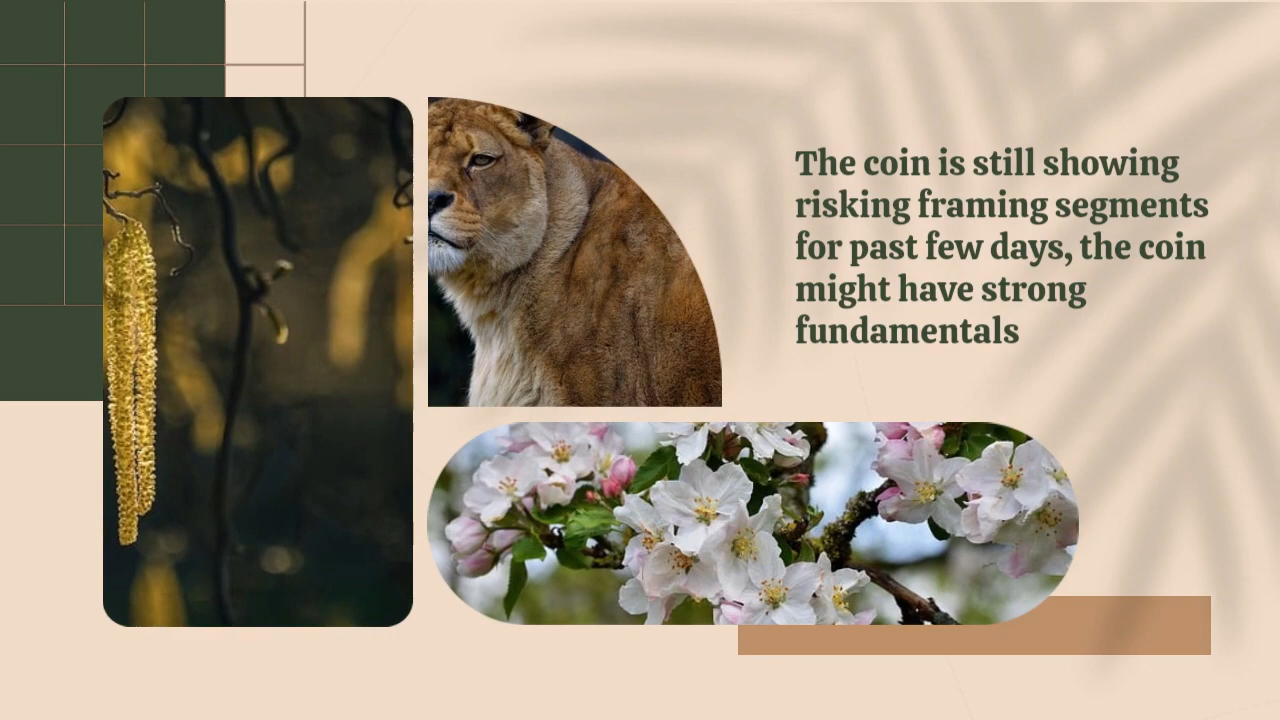 The coin is still showing
risking framing segments
for past few days, the coin
might have strong
fundamentals